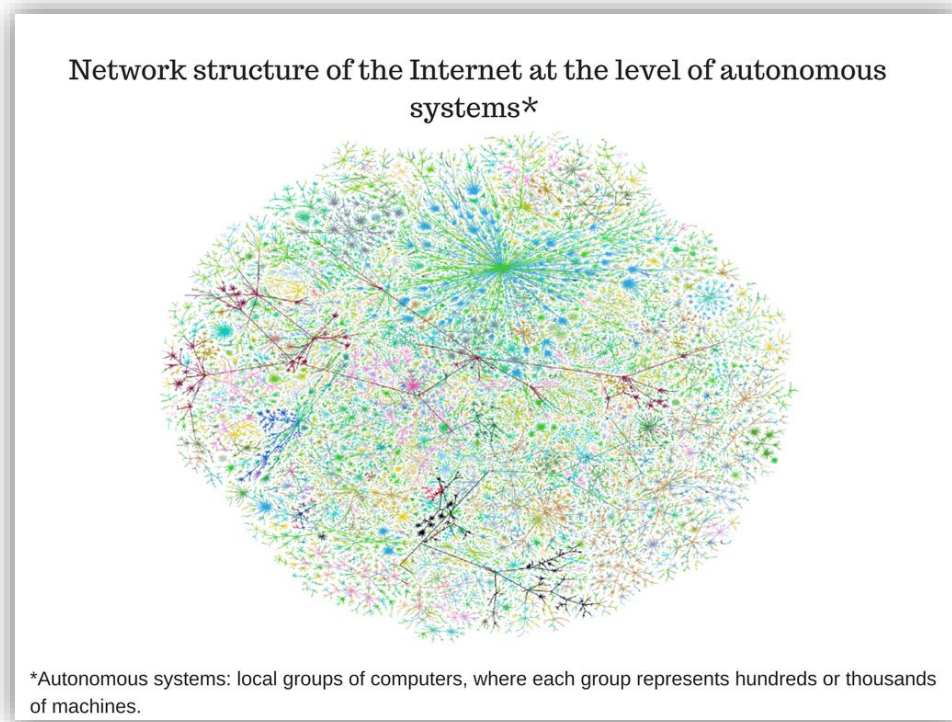 Network structure of the Internet at the level of autonomous
systems*
*Autonomous systems: local groups of computers, where each group represents hundreds or thousands
of machines.